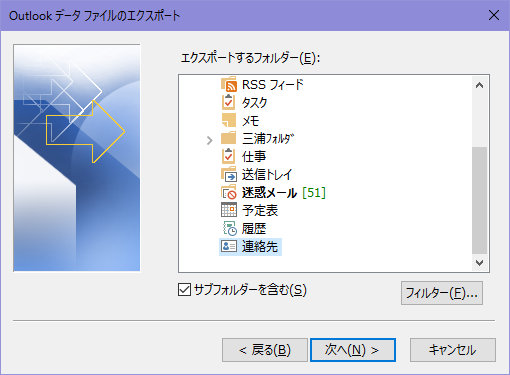 Outlook データ ファイルのエクスポート
エクスポートするフォルダー(E):
RSS フィード
タスク
メモ
三浦ﾌｫﾙﾀﾞ
仕事
送信トレイ
迷惑メール [51]
予定表
履歴
連絡先
サブフォルダーを含む(S)
フィルター(F)...
< 戻る(B)
次へ(N) >
キャンセル